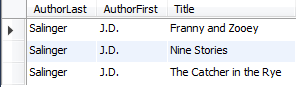 AuthorLast AuthorFirst Title
Salinger J.D. Franny and Zooey
Salinger J.D. Nine Stories
Salinger J.D. The Catcher in the Rye